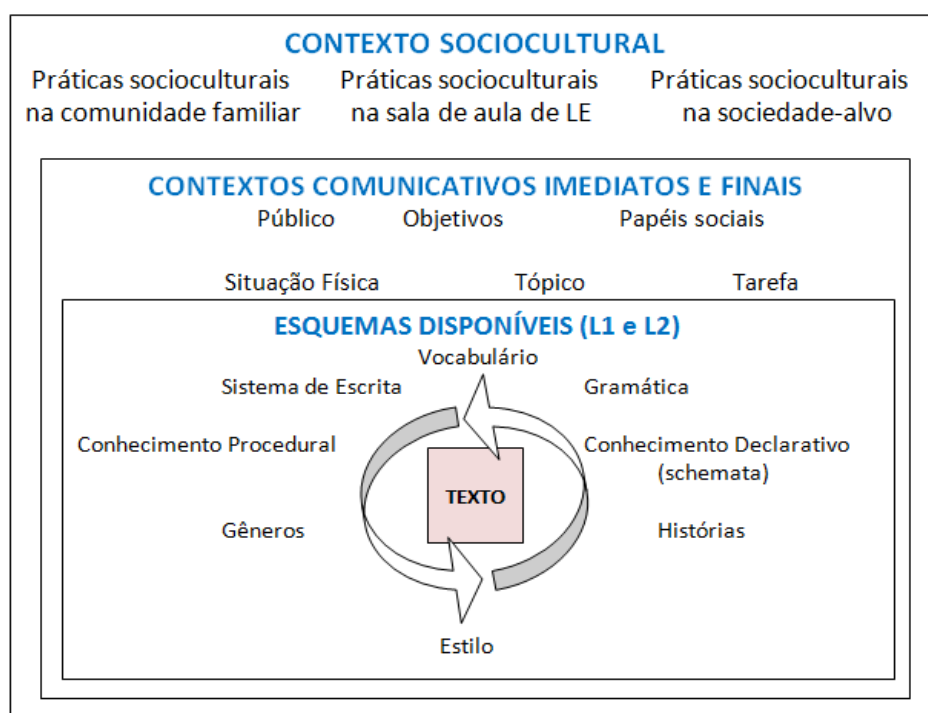 CONTEXTO SOCIOCULTURAL
Práticas socioculturais na comunidade familiar
Práticas socioculturais na sala de aula de LE
Práticas socioculturais na sociedade-alvo
CONTEXTOS COMUNICATIVOS IMEDIATOS E FINAIS
Público Objetivos Papéis sociais
Situação Física Tópico Tarefa
ESQUEMAS DISPONÍVEIS (L1 e L2)
Vocabulário
Sistema de Escrita Gramática
Conhecimento Procedural Conhecimento Declarativo
(schemata)
TEXTO
Gêneros Histórias
Estilo